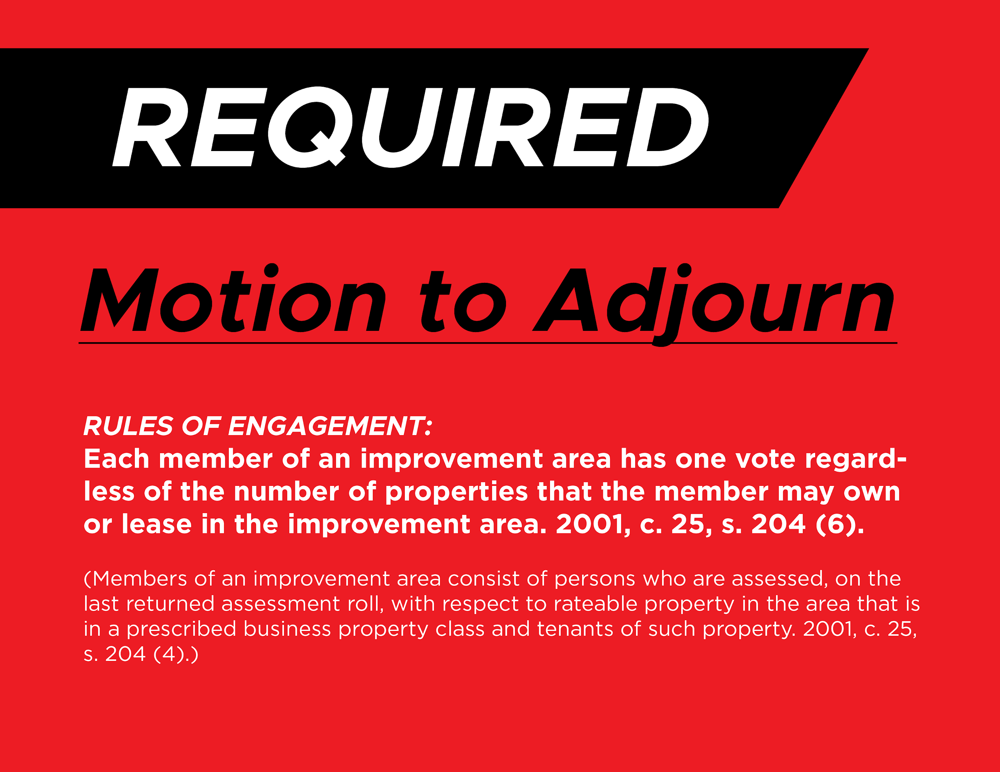 REQUIRED
Motion to Adjourn
RULES OF ENGAGEMENT:
Each member of an improvement area has one vote regard-
less of the number of properties that the member may own
or lease in the improvement area. 2001, c. 25, s. 204 (6).
(Members of an improvement area consist of persons who are assessed, on the
last returned assessment roll, with respect to rateable property in the area that is
in a prescribed business property class and tenants of such property. 2001, c. 25,
s. 204 (4).)